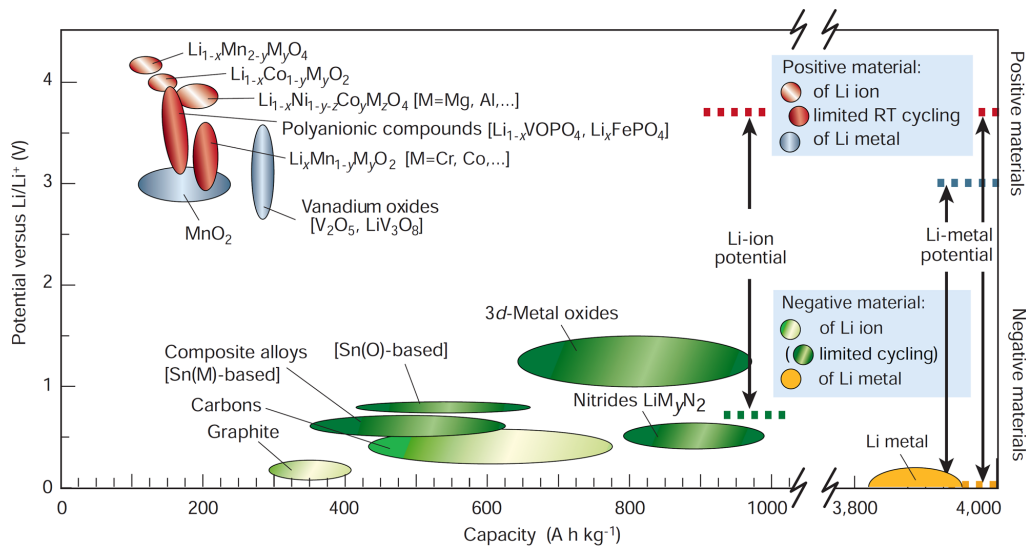 Li1-xMn2-yMyO4
Li1-xCo1-yMyO2
Li1-xNi1-y-zCoyMzO4 [M=Mg, Al,...]
Polyanionic compounds [Li1-xVOPO4, LixFePO4]
LixMn1-yMyO2 [M=Cr, Co,...]
MnO2
Vanadium oxides
[V2O5, LiV3O8]
Positive material:
of Li ion
limited RT cycling
of Li metal
Li-ion
potential
Li-metal
potential
Negative material:
of Li ion
( limited cycling)
of Li metal
3d-Metal oxides
[Sn(O)-based]
Composite alloys
[Sn(M)-based]
Carbons
Graphite
Nitrides LiMyN2
Li metal
Positive materials
Negative materials
Potential versus Li/Li+ (V)
4
3
2
1
0
0 200 400 600 800 1000 3,800 4,000
Capacity (A h kg-1)